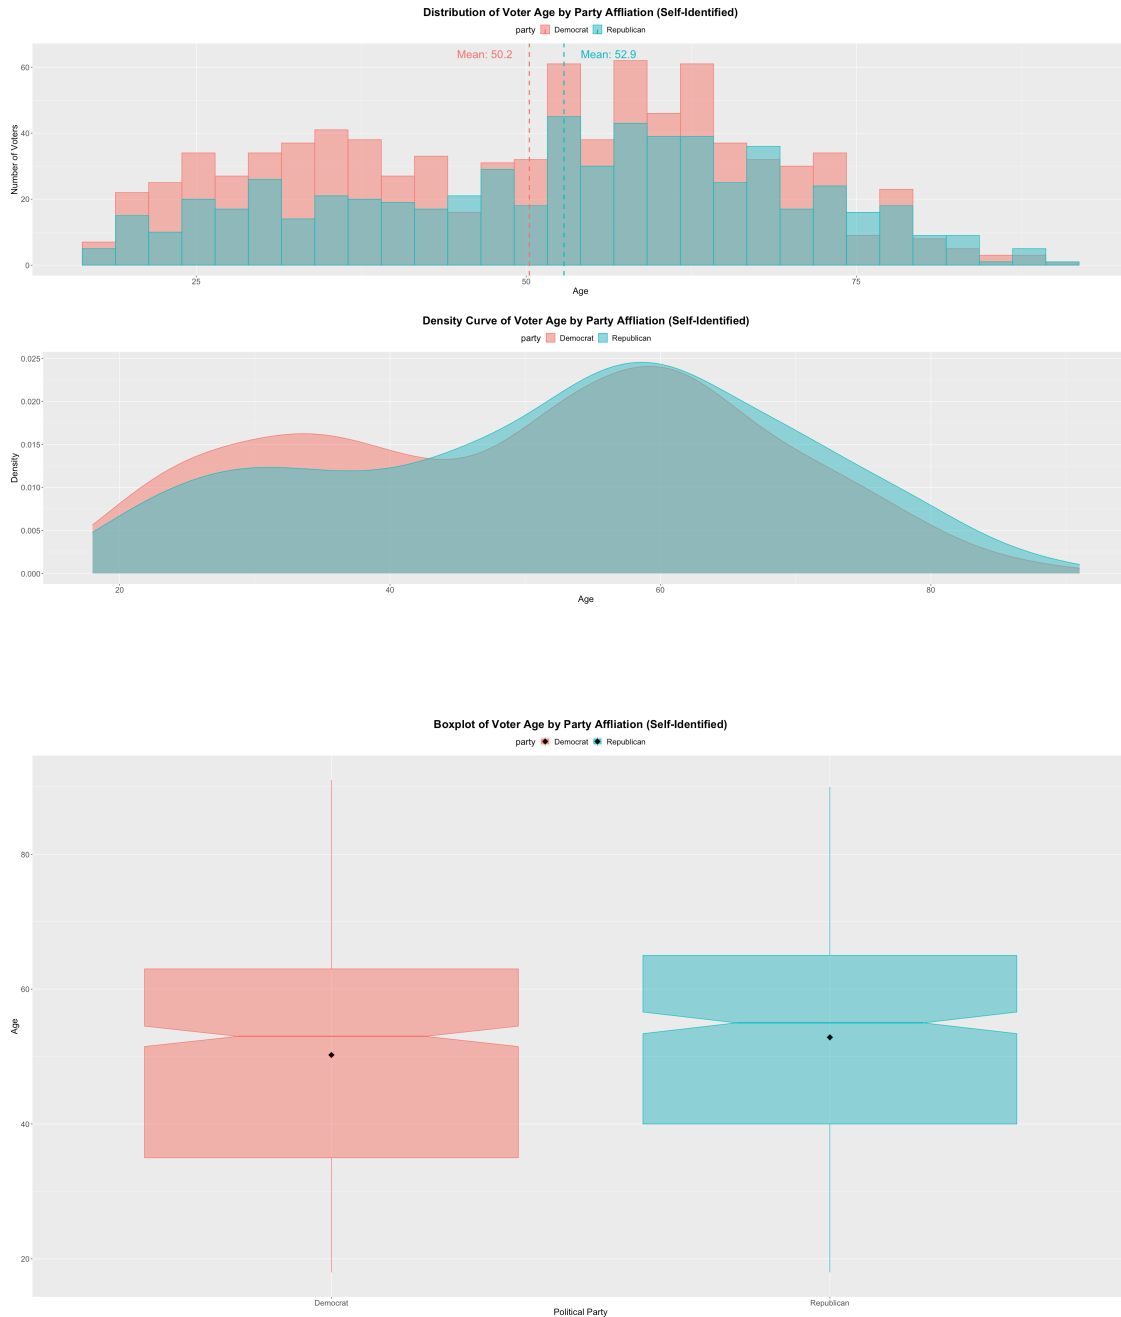 Distribution of Voter Age by Party Affliation (Self-Identified)
party Democrat Republican
Mean: 50.2 Mean: 52.9
60
40
20
0
Number of Voters
25 50 75
Age
Density Curve of Voter Age by Party Affliation (Self-Identified)
party Democrat Republican
0.025
0.020
0.015
0.010
0.005
0.000
Density
20 40 60 80
Age
Boxplot of Voter Age by Party Affliation (Self-Identified)
party Democrat Republican
80
60
40
20
Age
Democrat Republican
Political Party